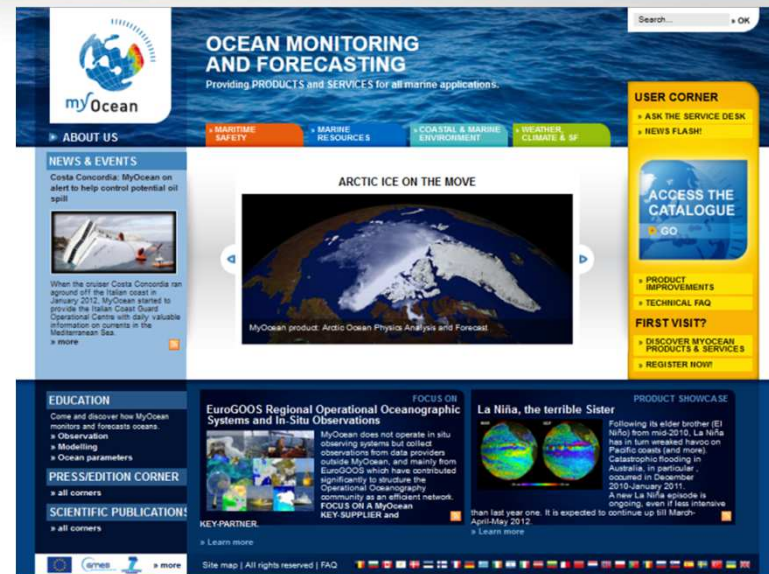 Search...
» OK
my Ocean
OCEAN MONITORING
AND FORECASTING
Providing PRODUCTS and SERVICES for all marine applications.
ABOUT US
» MARITIME
SAFETY
» MARINE
RESOURCES
» COASTAL & MARINE
ENVIRONMENT
» WEATHER,
CLIMATE & SF
USER CORNER
» ASK THE SERVICE DESK
» NEWS FLASH!
ACCESS THE
CATALOGUE
GO
» PRODUCT
IMPROVEMENTS
» TECHNICAL FAQ
FIRST VISIT?
» DISCOVER MYOCEAN
PRODUCTS & SERVICES
» REGISTER NOW!
NEWS & EVENTS
Costa Concordia: MyOcean on
alert to help control potential oil
spill
When the cruiser Costa Concordia ran
aground off the Italian coast in
January 2012, MyOcean started to
provide the Italian Coast Guard
Operational Centre with daily valuable
information on currents in the
Mediterranean Sea.
» more
ARCTIC ICE ON THE MOVE
MyOcean product: Arctic Ocean Physics Analysis and Forecast
EDUCATION
Come and discover how MyOcean
monitors and forecasts oceans.
» Observation
» Modelling
» Ocean parameters
PRESS/EDITION CORNER
» all corners
SCIENTIFIC PUBLICATIONS
» all corners
FOCUS ON
EuroGOOS Regional Operational Oceanographic
Systems and In-Situ Observations
MyOcean does not operate in situ
observing systems but collect
observations from data providers
outside MyOcean, and mainly from
EuroGOOS which have contributed
significantly to structure the
Operational Oceanography
community as an efficient network.
FOCUS ON A MyOcean
KEY-SUPPLIER and
KEY-PARTNER.
» Learn more
PRODUCT SHOWCASE
La Niña, the terrible Sister
Following its elder brother (El
Niño) from mid-2010, La Niña
has in turn wreaked havoc on
Pacific coasts (and more).
Catastrophic flooding in
Australia, in particular ,
occurred in December
2010-January 2011.
A new La Niña episode is
ongoing, even if less intensive
than last year one. It is expected to continue up till March-
April-May 2012.
» Learn more
gmes
» more
Site map | All rights reserved | FAQ